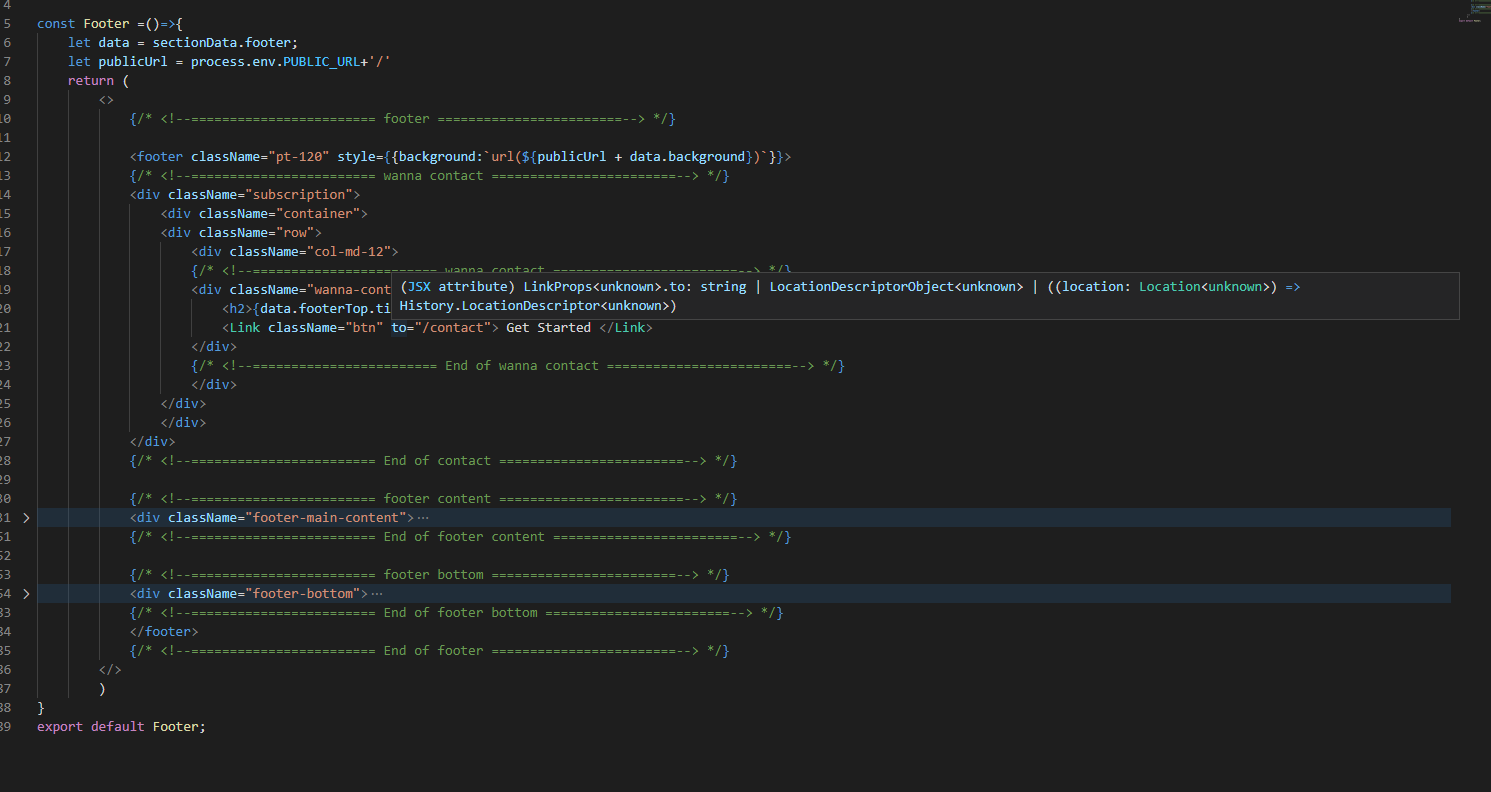 4
5 const Footer =()=>{
6 let data = sectionData.footer;
7 let publicUrl = process.env.PUBLIC_URL+'/'
8 return (
9 <>
10 {/* <!--======================== footer ========================--> */}
11
12 <footer className="pt-120" style={{background:`url(${publicUrl + data.background})`}}>
13 {/* <!--======================== wanna contact ========================--> */}
14 <div className="subscription">
15 <div className="container">
16 <div className="row">
17 <div className="col-md-12">
18 {/* <!--======================== wanna contact ========================--> */}
19 <div className="wanna-cont
(JSX attribute) LinkProps<unknown>.to: string | LocationDescriptorObject<unknown> | ((location: Location<unknown>) =>
History.LocationDescriptor<unknown>)
20 <h2>{data.footerTop.ti
21 <Link className="btn" to="/contact"> Get Started </Link>
22 </div>
23 {/* <!--======================== End of wanna contact ========================--> */}
24 </div>
25 </div>
26 </div>
27 </div>
28 {/* <!--======================== End of contact ========================--> */}
29
30 {/* <!--======================== footer content ========================--> */}
31 <div className="footer-main-content">…
51 {/* <!--======================== End of footer content ========================--> */}
52
53 {/* <!--======================== footer bottom ========================--> */}
54 <div className="footer-bottom">…
83 {/* <!--======================== End of footer bottom ========================--> */}
84 </footer>
85 {/* <!--======================== End of footer ========================--> */}
86 </>
87 )
88 }
89 export default Footer;